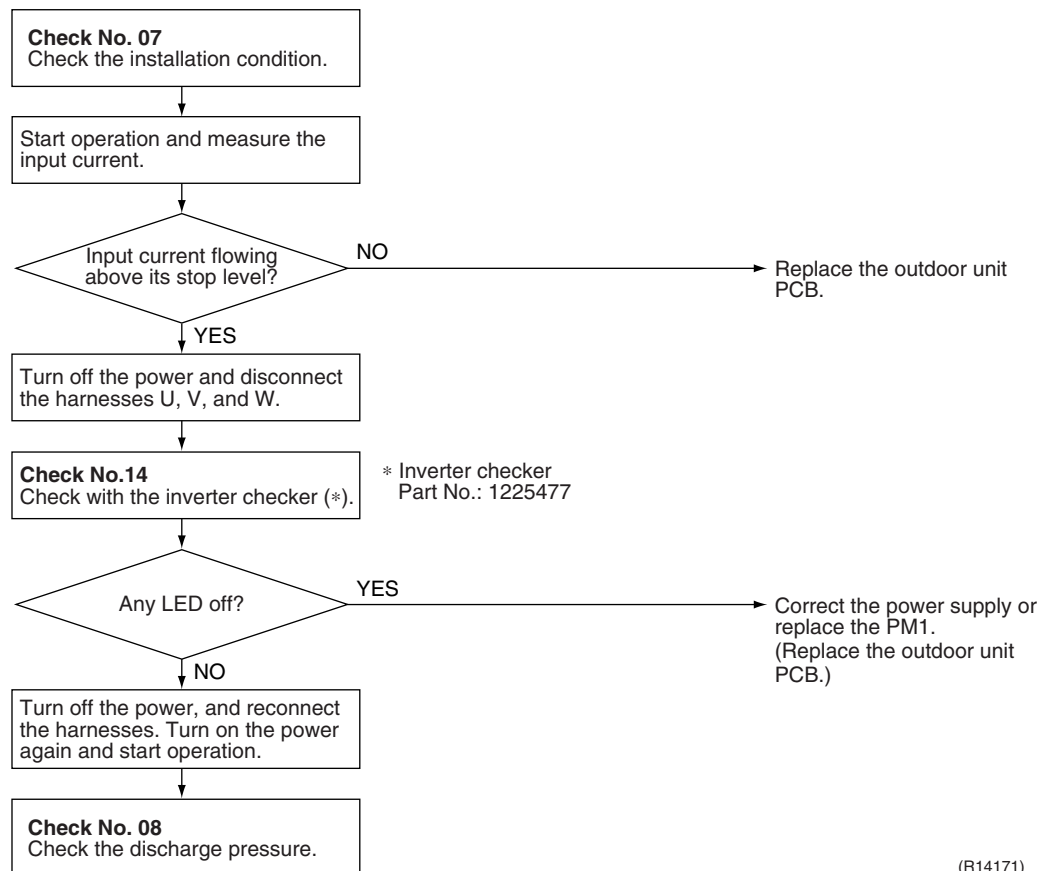 Check No. 07
Check the installation condition.
Start operation and measure the
input current.
Input current flowing
above its stop level?
NO
Replace the outdoor unit
PCB.
YES
Turn off the power and disconnect
the harnesses U, V, and W.
Check No.14
Check with the inverter checker (*).
* Inverter checker
Part No.: 1225477
Any LED off?
YES
Correct the power supply or
replace the PM1.
(Replace the outdoor unit
PCB.)
NO
Turn off the power, and reconnect
the harnesses. Turn on the power
again and start operation.
Check No. 08
Check the discharge pressure.
(R14171)